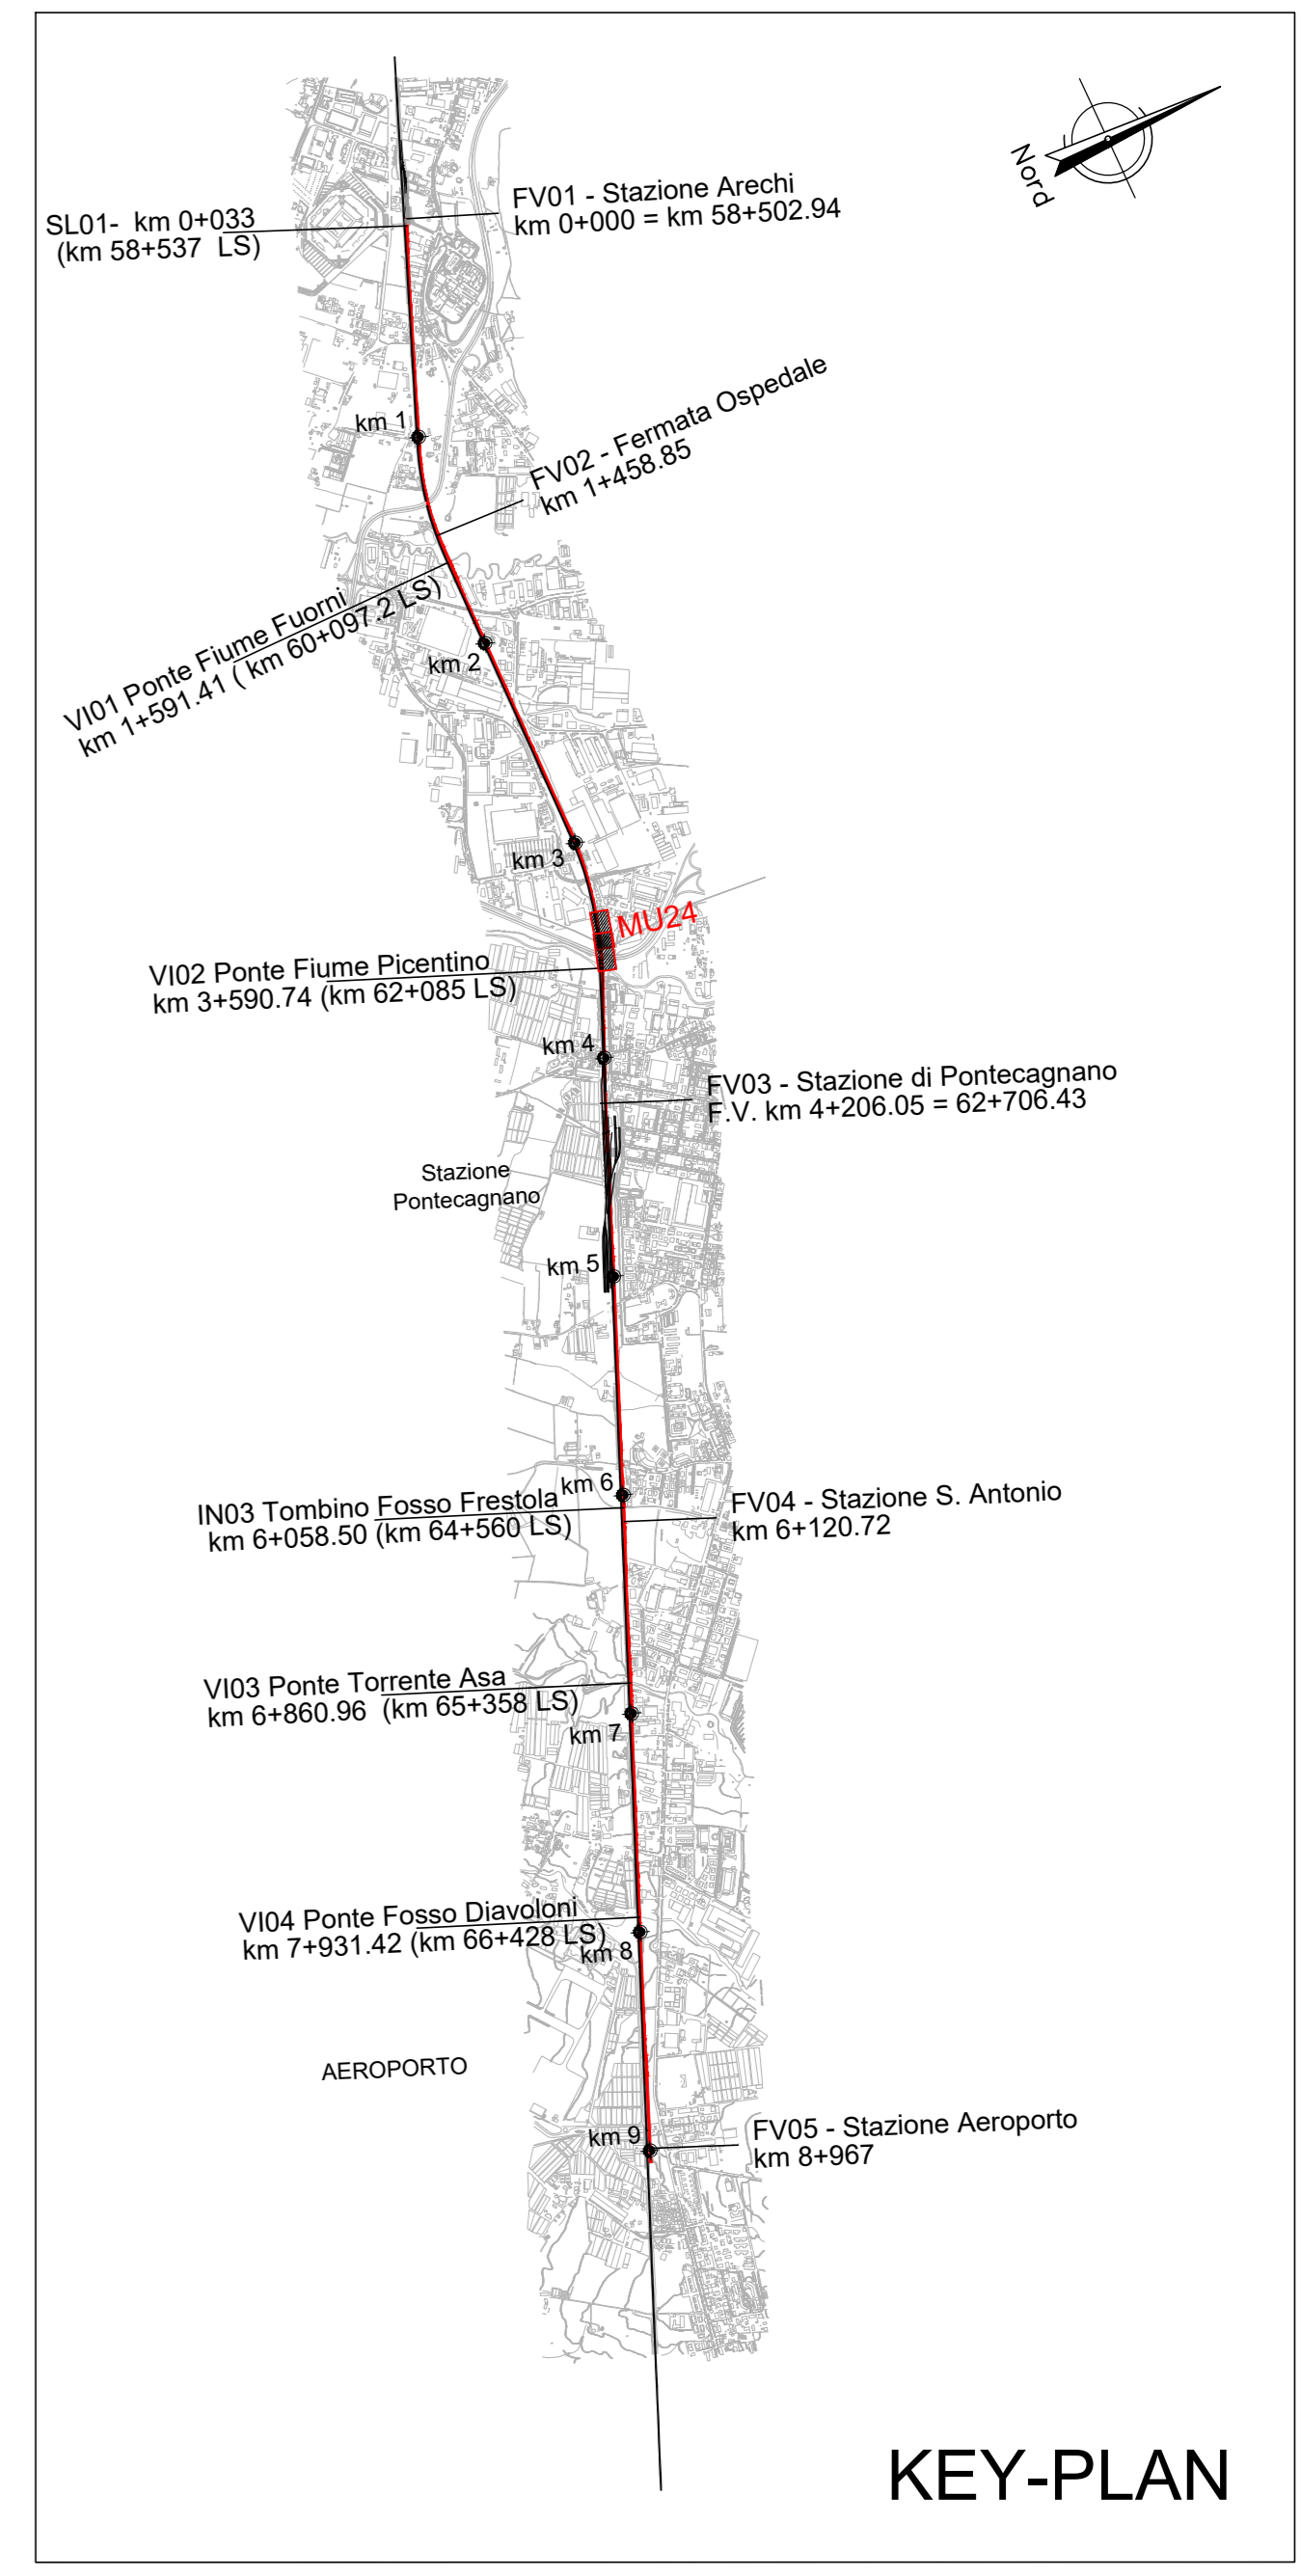 Nord
FV01 - Stazione Arechi
km 0+000 = km 58+502.94
SL01-  km 0+033
(km 58+537  LS)
km 1
FV02 - Fermata Ospedale
km 1+458.85
VI01 Ponte Fiume Fuorni
km 1+591.41 ( km 60+097.2 LS)
km 2
km 3
MU24
VI02 Ponte Fiume Picentino
km 3+590.74 (km 62+085 LS)
km 4
FV03 - Stazione di Pontecagnano
F.V. km 4+206.05 = 62+706.43
Stazione
Pontecagnano
km 5
km 6
IN03 Tombino Fosso Frestola
km 6+058.50 (km 64+560 LS)
FV04 - Stazione S. Antonio
km 6+120.72
VI03 Ponte Torrente Asa
km 6+860.96  (km 65+358 LS)
km 7
VI04 Ponte Fosso Diavoloni
km 7+931.42 (km 66+428 LS)
km 8
AEROPORTO
km 9
FV05 - Stazione Aeroporto
km 8+967
KEY-PLAN